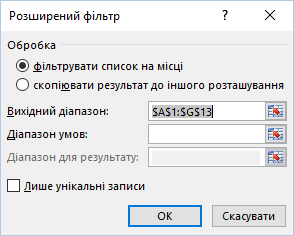 Розширений фільтр
Обробка
фільтрувати список на місці
скопіювати результат до іншого розташування
Вихідний діапазон: $A$1:$G$13
Діапазон умов:
Діапазон для результату:
Лише унікальні записи
ОК Скасувати